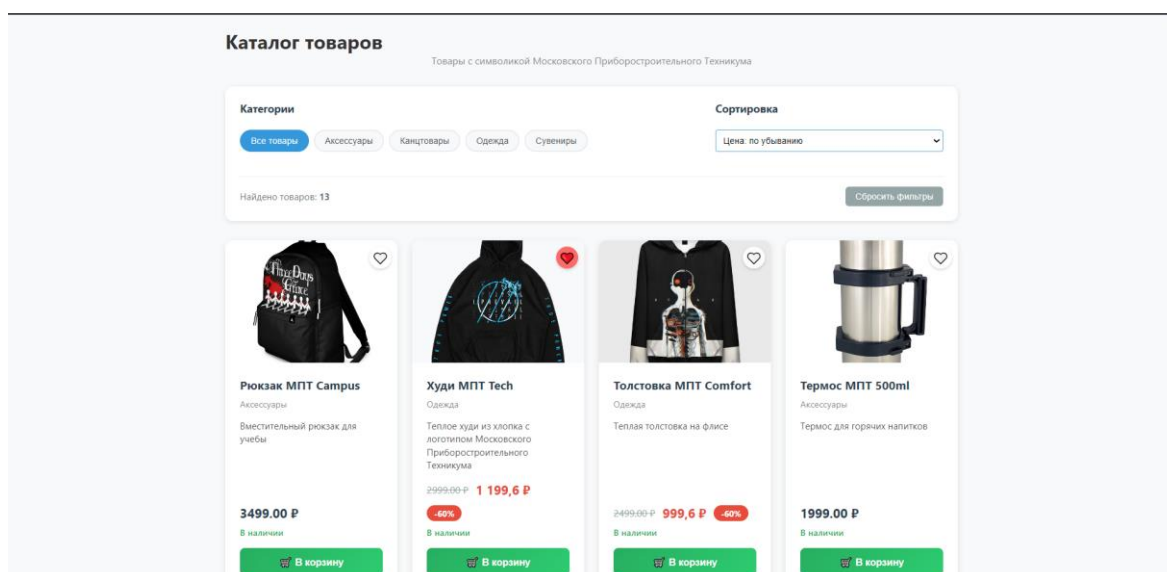 Каталог товаров
Товары с символикой Московского Приборостроительного Техникума
Категории
Сортировка
Все товары
Аксессуары
Канцтовары
Одежда
Сувениры
Цена: по убыванию
Найдено товаров: 13
Сбросить фильтры
Three Days
Grace
Рюкзак МПТ Campus
Аксессуары
Вместительный рюкзак для
учебы
3499.00 ₽
В наличии
В корзину
Худи МПТ Tech
Одежда
Теплое худи из хлопка с
логотипом Московского
Приборостроительного
Техникума
2999.00 ₽ 1 199,6 ₽
-60%
В наличии
В корзину
Толстовка МПТ Comfort
Одежда
Теплая толстовка на флисе
2499.00 ₽ 999,6 ₽ -60%
В наличии
В корзину
Термос МПТ 500ml
Аксессуары
Термос для горячих напитков
1999.00 ₽
В наличии
В корзину